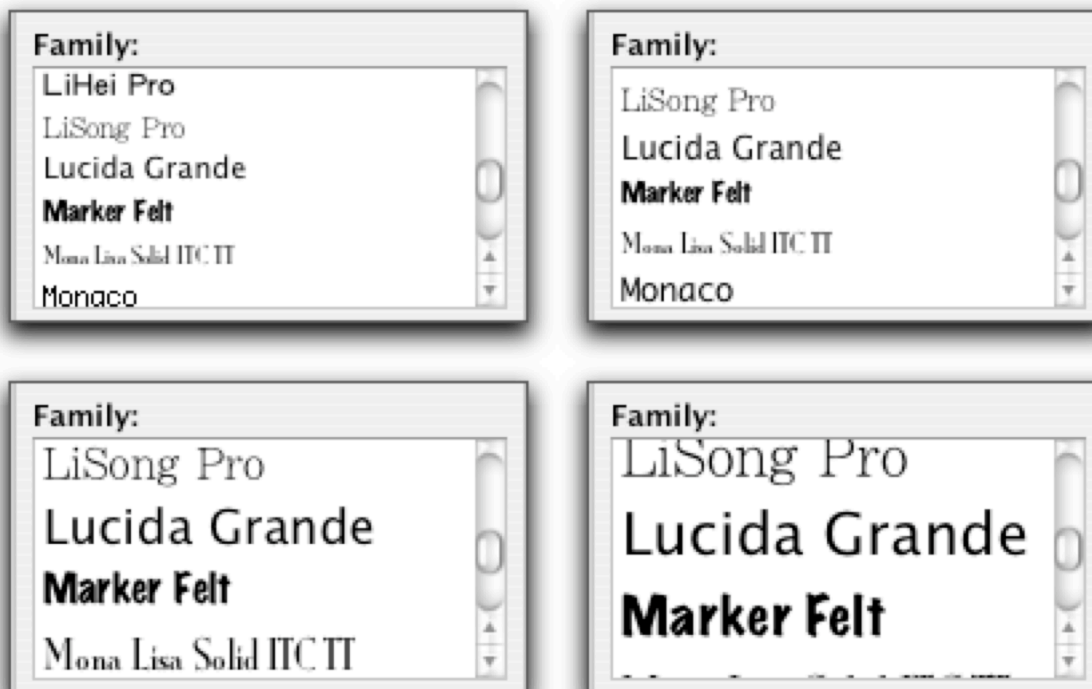 Family:
LiHei Pro
LiSong Pro
Lucida Grande
Marker Felt
Mona Lisa Solid ITC TT
Monaco
Family:
LiSong Pro
Lucida Grande
Marker Felt
Mona Lisa Solid ITC TT
Monaco
Family:
LiSong Pro
Lucida Grande
Marker Felt
Mona Lisa Solid ITC TT
Family:
LiSong Pro
Lucida Grande
Marker Felt